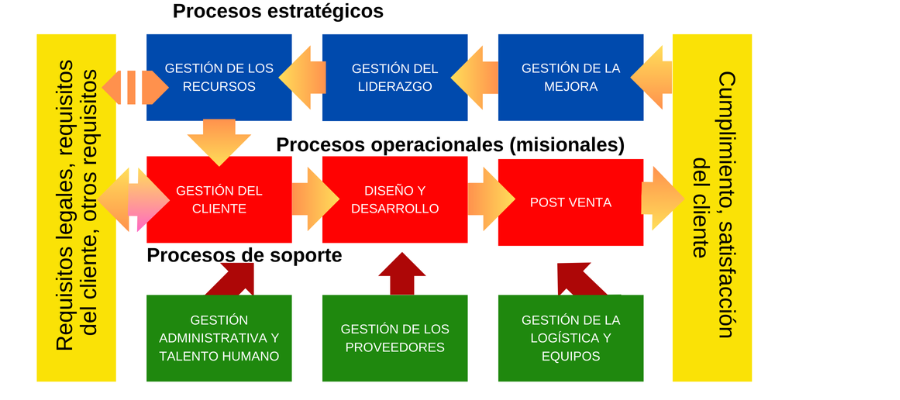 Procesos estratégicos
Requisitos legales, requisitos
del cliente, otros requisitos
GESTIÓN DE LOS
RECURSOS
GESTIÓN DEL
LIDERAZGO
GESTIÓN DE LA
MEJORA
Cumplimiento, satisfacción
del cliente
Procesos operacionales (misionales)
GESTIÓN DEL
CLIENTE
DISEÑO Y
DESARROLLO
POST VENTA
Procesos de soporte
GESTIÓN
ADMINISTRATIVA Y
TALENTO HUMANO
GESTIÓN DE LOS
PROVEEDORES
GESTIÓN DE LA
LOGÍSTICA Y
EQUIPOS